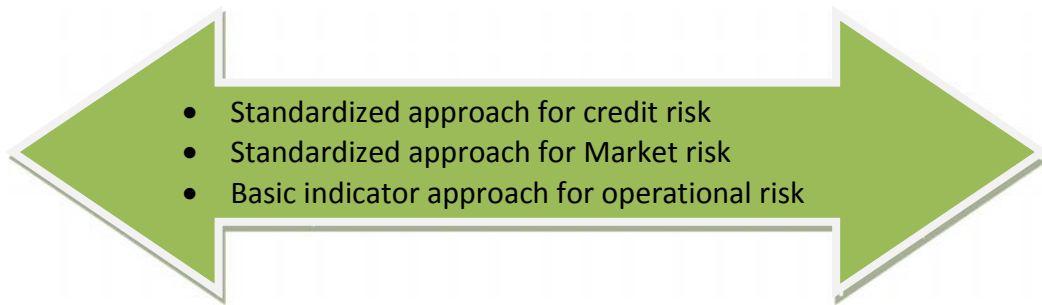 • Standardized approach for credit risk
• Standardized approach for Market risk
• Basic indicator approach for operational risk